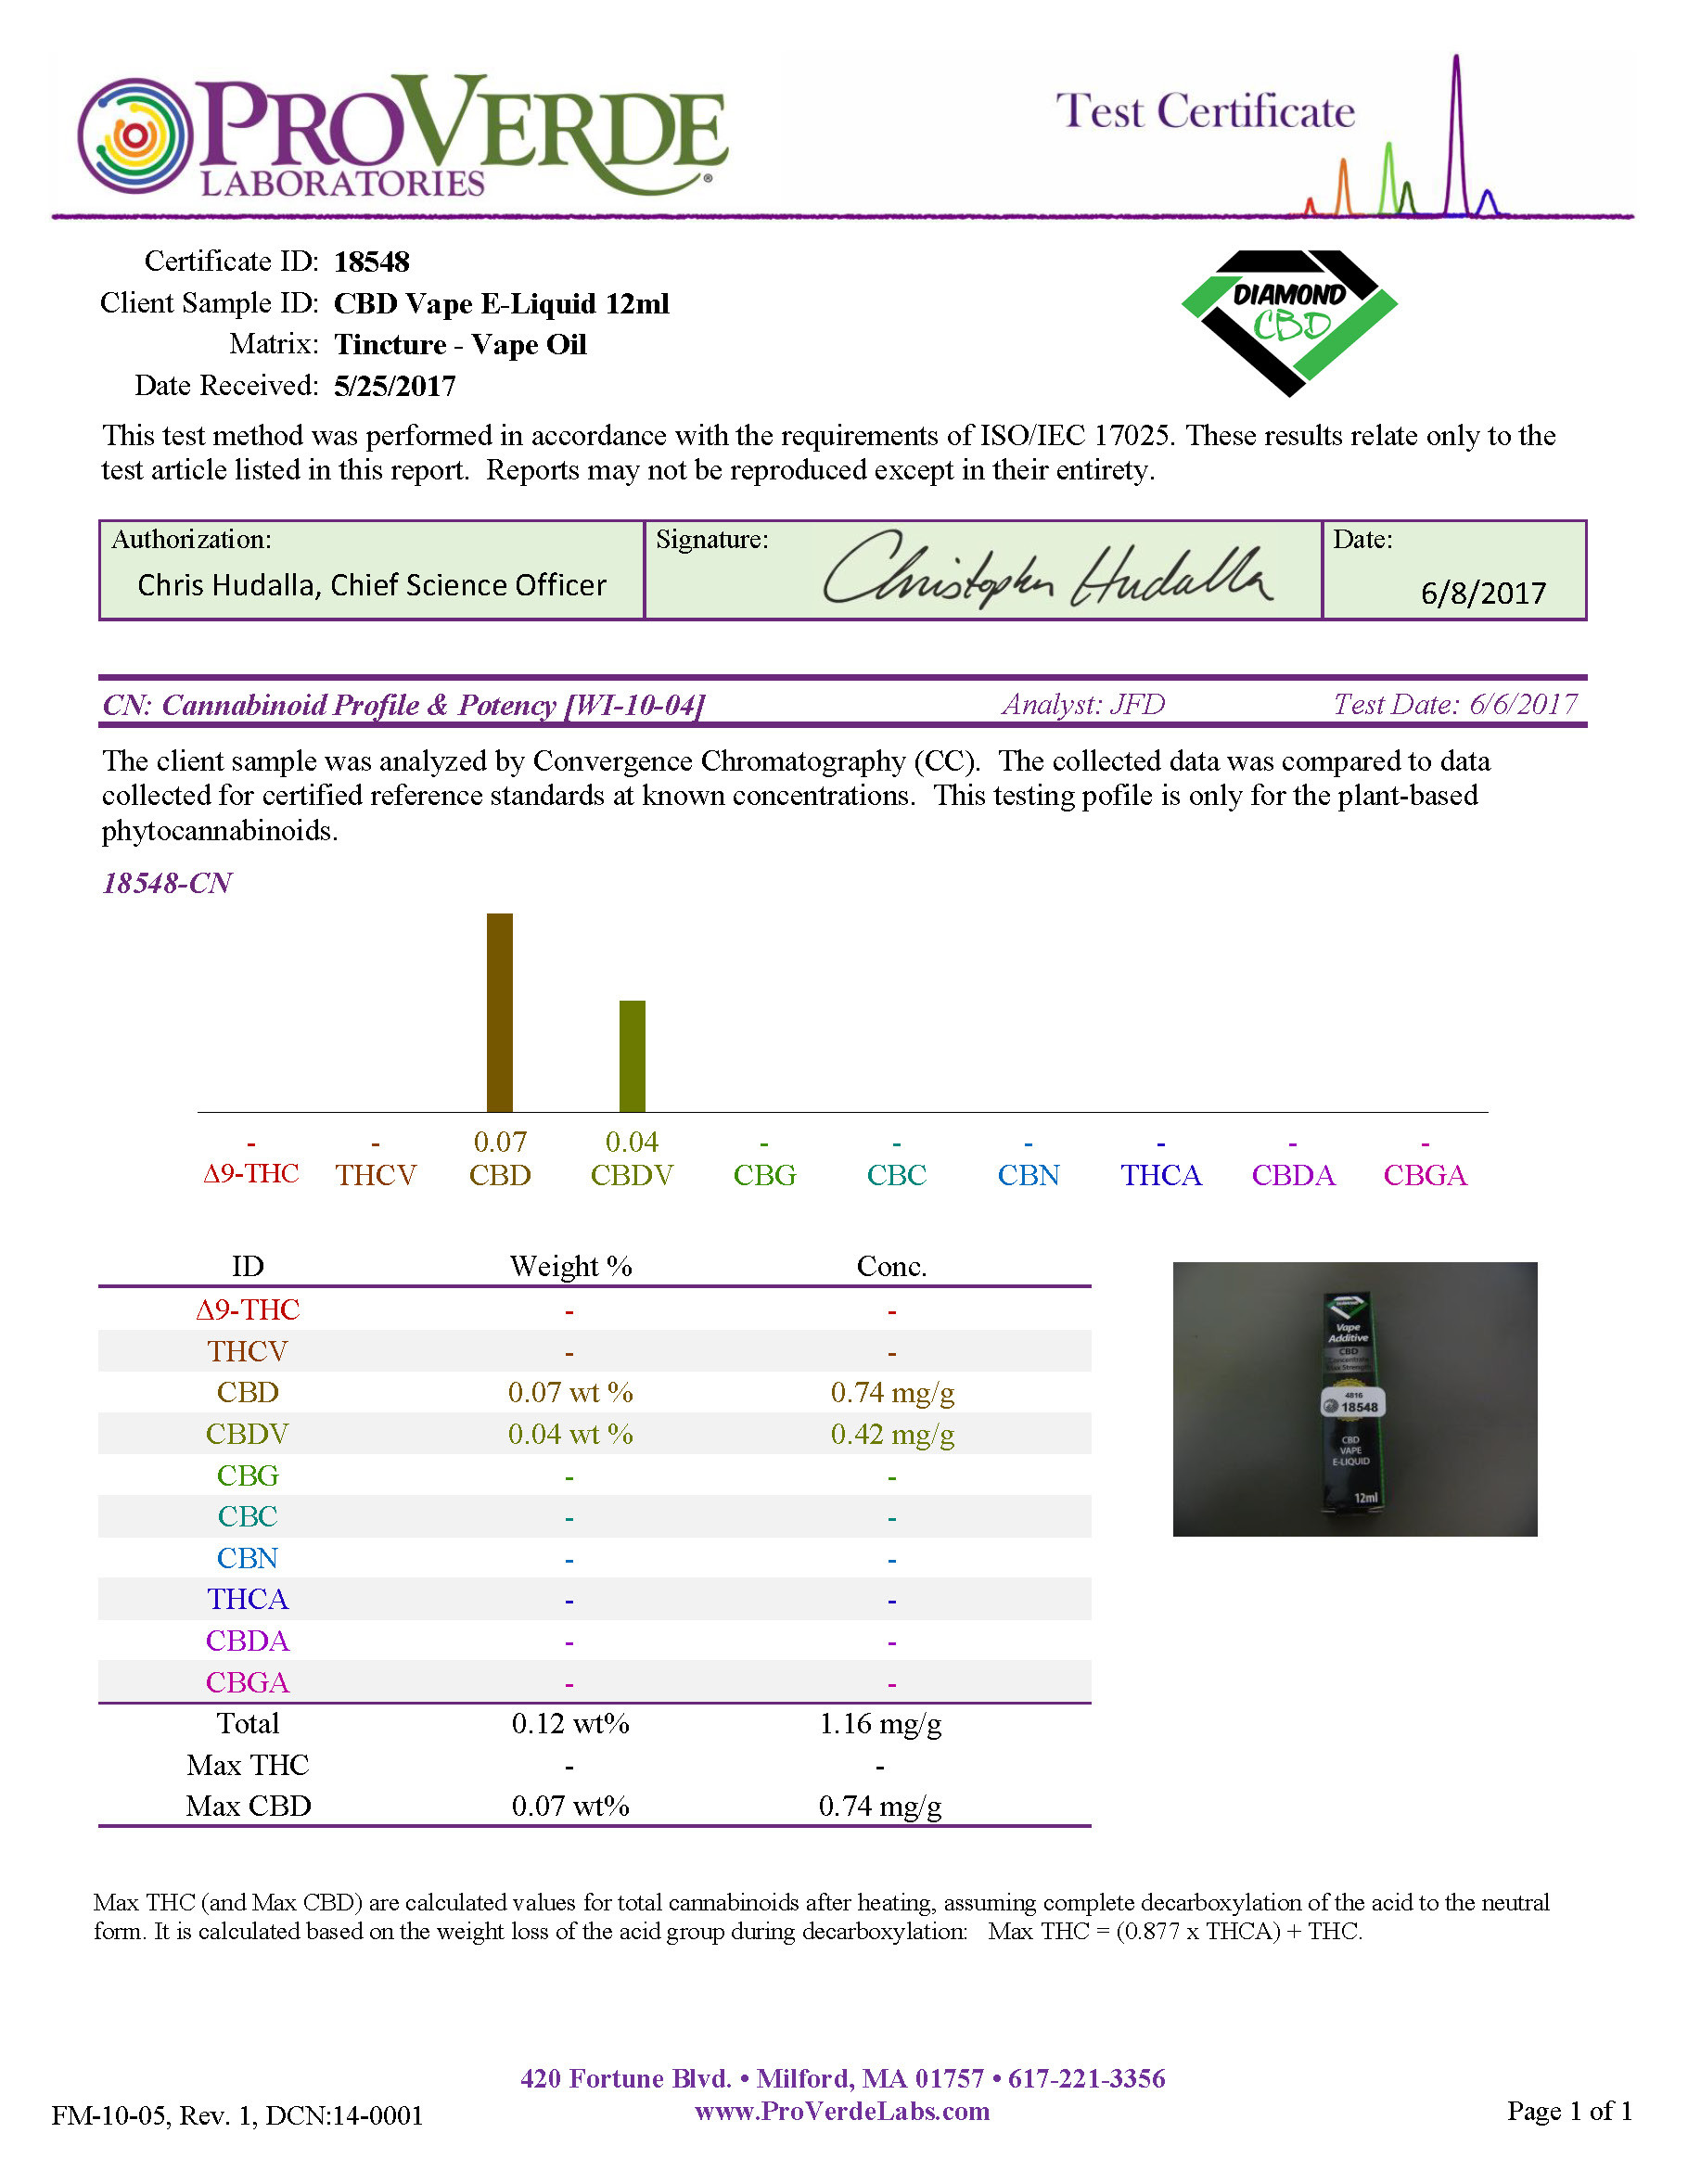 PROVERDE
LABORATORIES ®
Test Certificate
Certificate ID: 18548
Client Sample ID: CBD Vape E-Liquid 12ml
Matrix: Tincture - Vape Oil
Date Received: 5/25/2017
DIAMOND
CBD
This test method was performed in accordance with the requirements of ISO/IEC 17025. These results relate only to the
test article listed in this report.  Reports may not be reproduced except in their entirety.
Authorization: Signature: Date:
Chris Hudalla, Chief Science Officer Christopher Hudalla 6/8/2017
CN: Cannabinoid Profile & Potency [WI-10-04] Analyst: JFD Test Date: 6/6/2017
The client sample was analyzed by Convergence Chromatography (CC).  The collected data was compared to data
collected for certified reference standards at known concentrations.  This testing pofile is only for the plant-based
phytocannabinoids.
18548-CN
- - 0.07 0.04 - - - - - -
Δ9-THC THCV CBD CBDV CBG CBC CBN THCA CBDA CBGA
ID Weight % Conc.
Δ9-THC - -
THCV - -
CBD 0.07 wt % 0.74 mg/g
CBDV 0.04 wt % 0.42 mg/g
CBG - -
CBC - -
CBN - -
THCA - -
CBDA - -
CBGA - -
Total 0.12 wt% 1.16 mg/g
Max THC - -
Max CBD 0.07 wt% 0.74 mg/g
DIAMOND
Vape
Additive
CBD
4816
18548
CBD
VAPE
E-LIQUID
12ml
Max THC (and Max CBD) are calculated values for total cannabinoids after heating, assuming complete decarboxylation of the acid to the neutral
form. It is calculated based on the weight loss of the acid group during decarboxylation:   Max THC = (0.877 x THCA) + THC.
420 Fortune Blvd. • Milford, MA 01757 • 617-221-3356
www.ProVerdeLabs.com
FM-10-05, Rev. 1, DCN:14-0001
Page 1 of 1